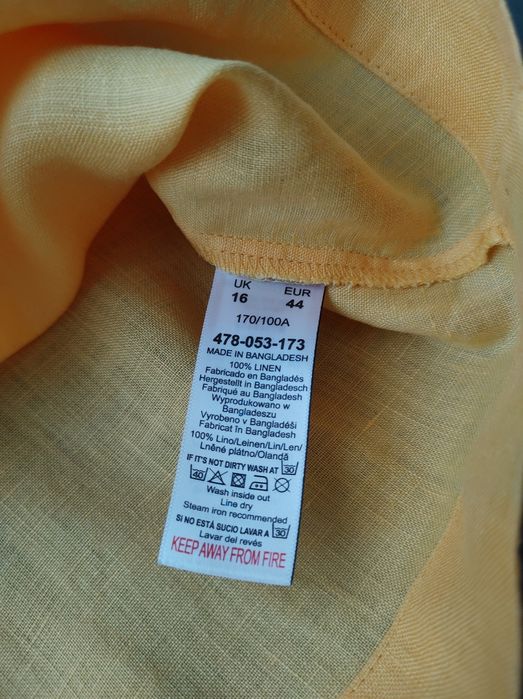 UK EUR
16 44
170/100A
478-053-173
MADE IN BANGLADESH
100% LINEN
Fabricado en Bangladés
Hergestellt in Bangladesch
Fabriqué au Bangladesh
Wyprodukowano w
Bangladeszu
Vyrobeno v Bangladéši
Fabricat în Bangladesh
100% Lino/Leinen/Lin/Len/
Lněné plátno/Olandă
IF IT'S NOT DIRTY WASH AT 30
40
Wash inside out
Line dry
Steam iron recommended
SI NO ESTÁ SUCIO LAVAR A 30
Lavar del revés
KEEP AWAY FROM FIRE